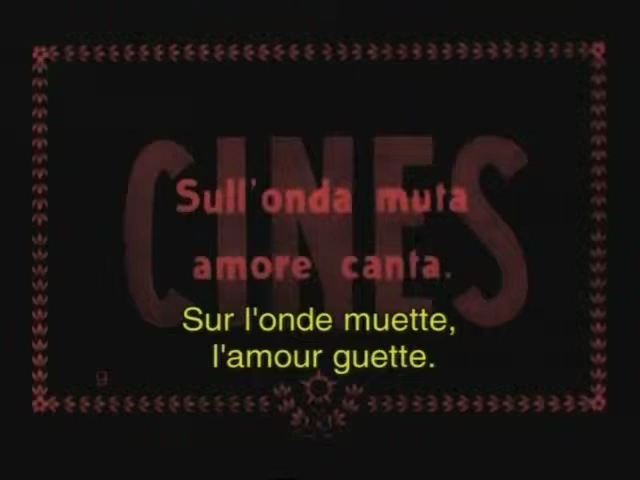 CINES
Sull'onda muta
amore canta.
Sur l'onde muette,
l'amour guette.
g